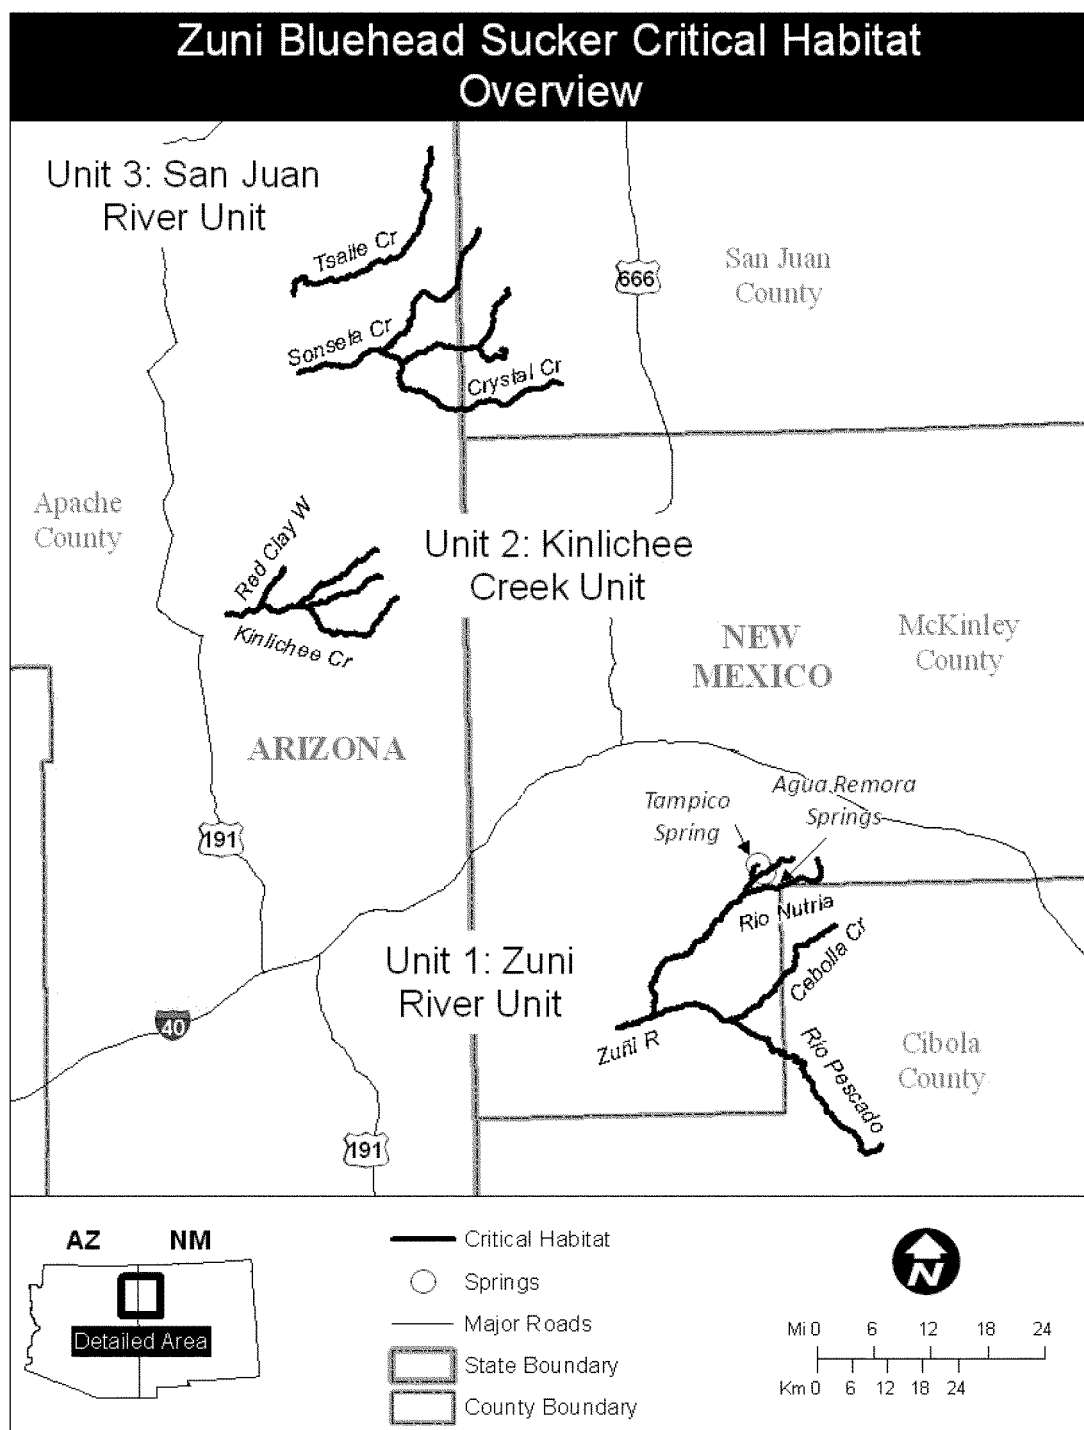 Zuni Bluehead Sucker Critical Habitat
Overview
Unit 3: San Juan
River Unit
Tsaile Cr
San Juan
County
666
Sonsela Cr
Crystal Cr
Apache
County
Red Clay W
Unit 2: Kinlichee
Creek Unit
Kinlichee Cr
NEW
MEXICO
McKinley
County
ARIZONA
Tampico
Spring
Agua Remora
Springs
191
Rio Nutria
Unit 1: Zuni
River Unit
Cebolla Cr
40
Zuñi R
Río Pescado
Cibola
County
191
AZ NM
Detailed Area
Critical Habitat
Springs
Major Roads
State Boundary
County Boundary
N
Mi 0 6 12 18 24
Km 0 6 12 18 24